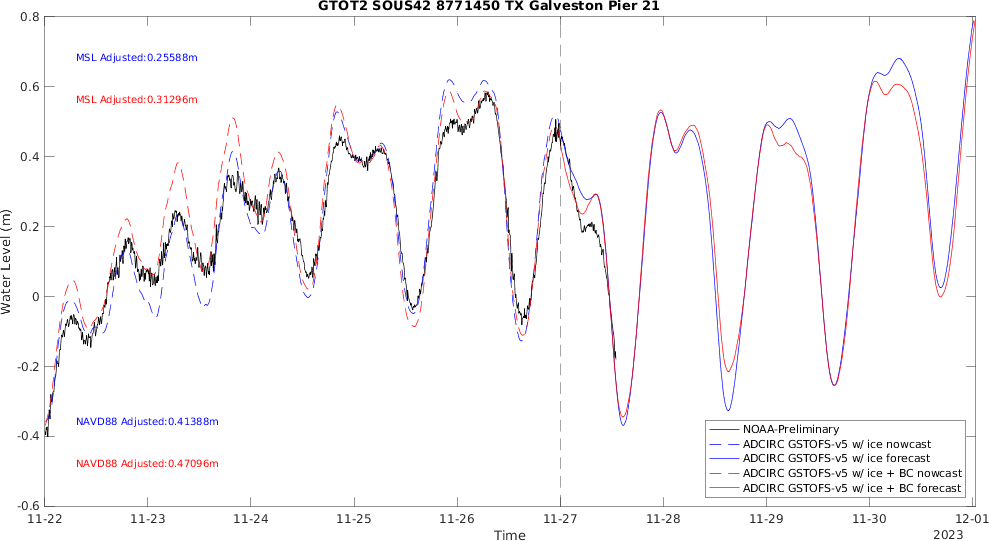 GTOT2 SOUS42 8771450 TX Galveston Pier 21
0.8
0.6
0.4
0.2
0
-0.2
-0.4
-0.6
Water Level (m)
MSL Adjusted:0.25588m
MSL Adjusted:0.31296m
NAVD88 Adjusted:0.41388m
NAVD88 Adjusted:0.47096m
NOAA-Preliminary
ADCIRC GSTOFS-v5 w/ ice nowcast
ADCIRC GSTOFS-v5 w/ ice forecast
ADCIRC GSTOFS-v5 w/ ice + BC nowcast
ADCIRC GSTOFS-v5 w/ ice + BC forecast
11-22 11-23 11-24 11-25 11-26 11-27 11-28 11-29 11-30 12-01
Time
2023